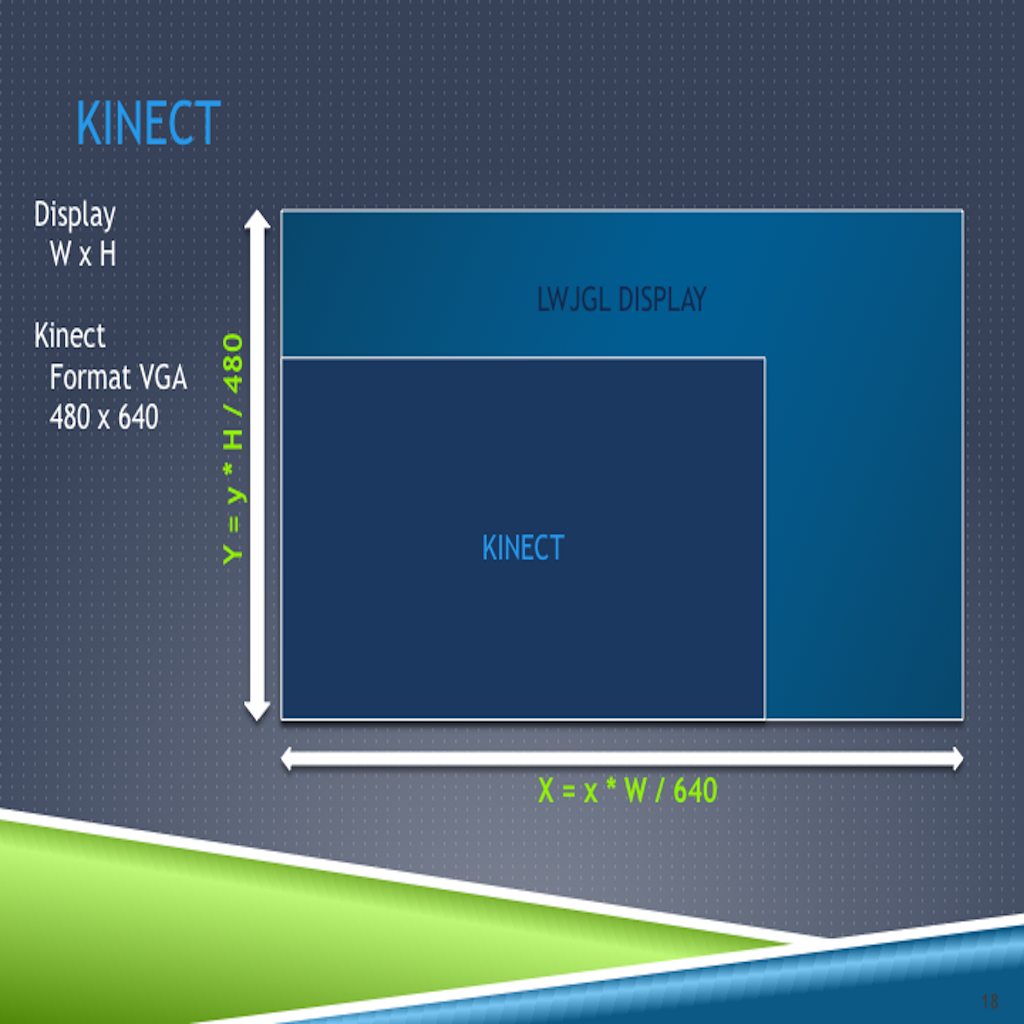 KINECT
Display
W x H
Kinect
Format VGA
480 x 640
Y = y * H / 480
LWJGL DISPLAY
KINECT
X = x * W / 640
18